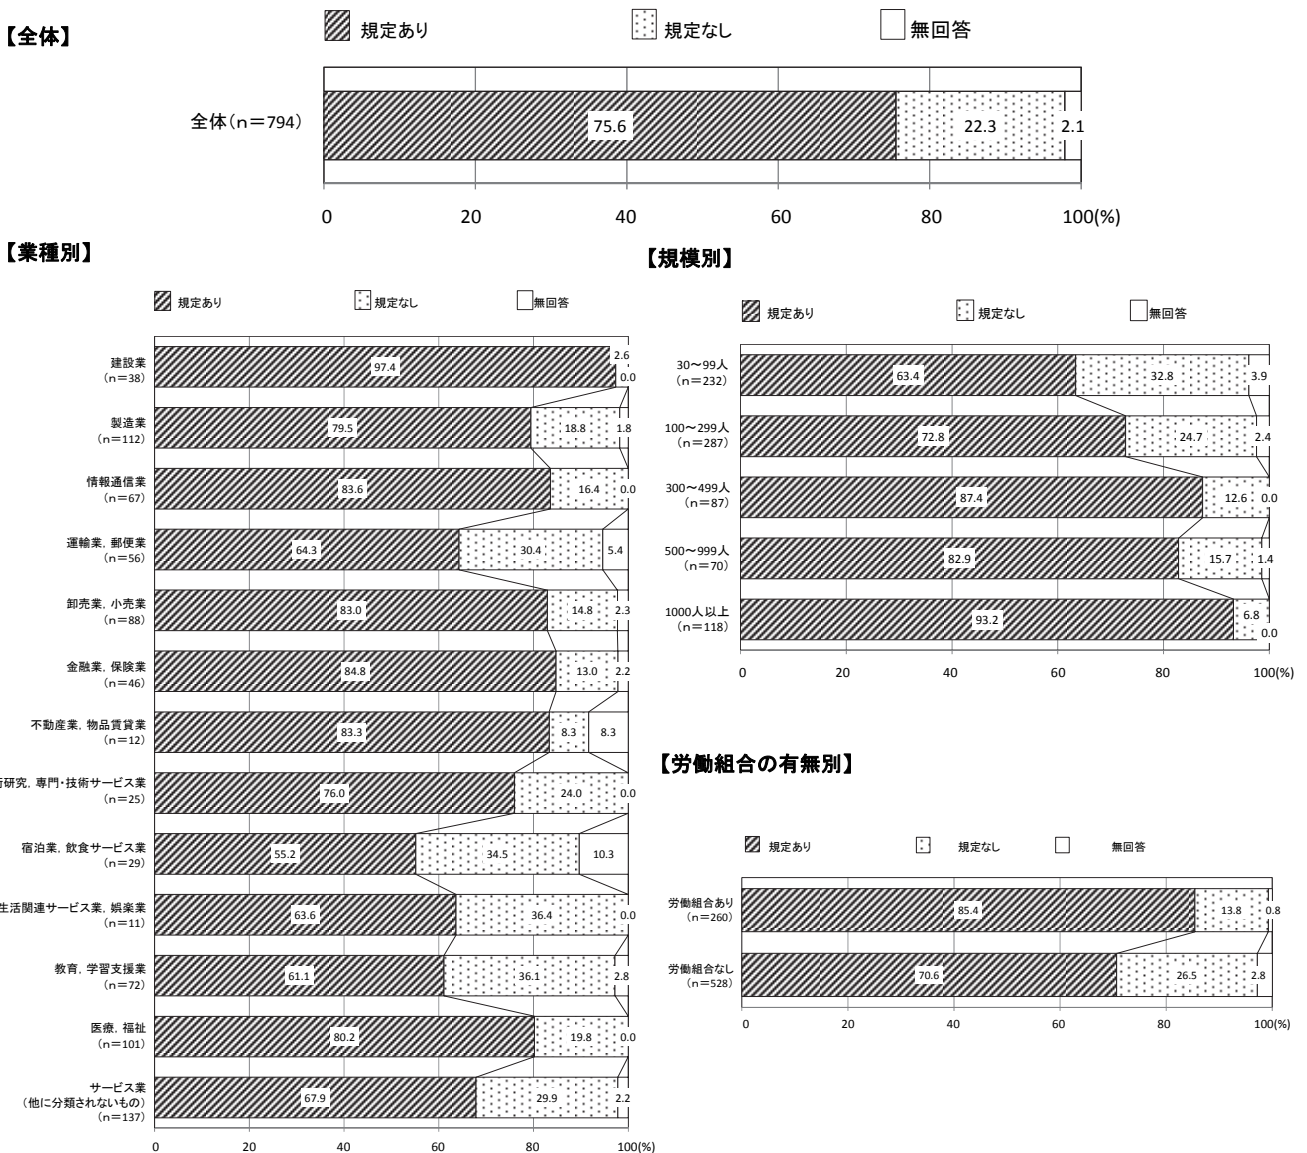 【全体】
規定あり 規定なし 無回答
全体(n=794)
75.6 22.3 2.1
0 20 40 60 80 100(%)
【業種別】
規定あり 規定なし 無回答
建設業
(n=38)
97.4 2.6 0.0
製造業
(n=112)
79.5 18.8 1.8
情報通信業
(n=67)
83.6 16.4 0.0
運輸業,郵便業
(n=56)
64.3 30.4 5.4
卸売業,小売業
(n=88)
83.0 14.8 2.3
金融業,保険業
(n=46)
84.8 13.0 2.2
不動産業,物品賃貸業
(n=12)
83.3 8.3 8.3
術研究,専門・技術サービス業
(n=25)
76.0 24.0 0.0
宿泊業,飲食サービス業
(n=29)
55.2 34.5 10.3
生活関連サービス業,娯楽業
(n=11)
63.6 36.4 0.0
教育,学習支援業
(n=72)
61.1 36.1 2.8
医療,福祉
(n=101)
80.2 19.8 0.0
サービス業
(他に分類されないもの)
(n=137)
67.9 29.9 2.2
0 20 40 60 80 100(%)
【規模別】
規定あり 規定なし 無回答
30~99人
(n=232)
63.4 32.8 3.9
100~299人
(n=287)
72.8 24.7 2.4
300~499人
(n=87)
87.4 12.6 0.0
500~999人
(n=70)
82.9 15.7 1.4
1000人以上
(n=118)
93.2 6.8 0.0
0 20 40 60 80 100(%)
【労働組合の有無別】
規定あり 規定なし 無回答
労働組合あり
(n=260)
85.4 13.8 0.8
労働組合なし
(n=528)
70.6 26.5 2.8
0 20 40 60 80 100(%)